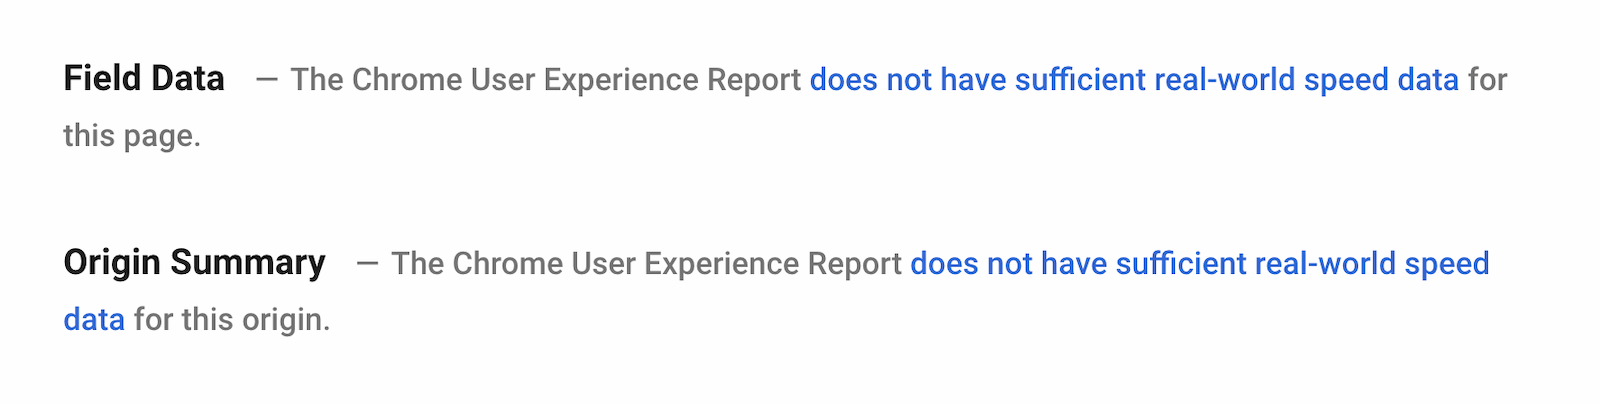 Field Data — The Chrome User Experience Report does not have sufficient real-world speed data for
this page.
Origin Summary — The Chrome User Experience Report does not have sufficient real-world speed
data for this origin.